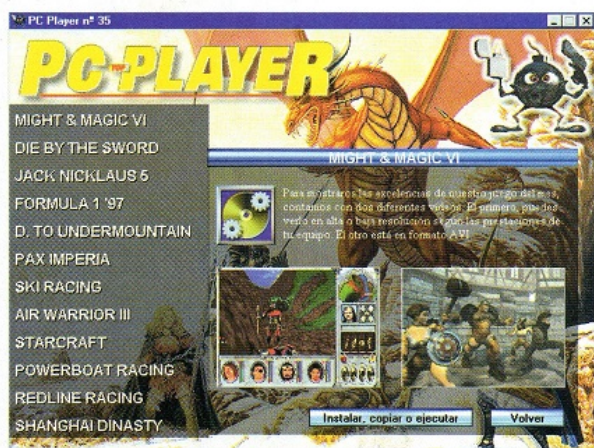 PC Player nº 35
PC PLAYER
MIGHT & MAGIC VI
DIE BY THE SWORD
JACK NICKLAUS 5
FORMULA 1 '97
D. TO UNDERMOUNTAIN
PAX IMPERIA
SKI RACING
AIR WARRIOR III
STARCRAFT
POWERBOAT RACING
REDLINE RACING
SHANGHAI DINASTY
MIGHT & MAGIC VI
Para mostraros las excelencias de nuestro juego del mes,
contamos con dos diferentes videos. El primero, puedes
verlo en alta o baja resolución según las prestaciones de
tu equipo. El otro está en formato AVI
Instalar, copiar o ejecutar
Volver